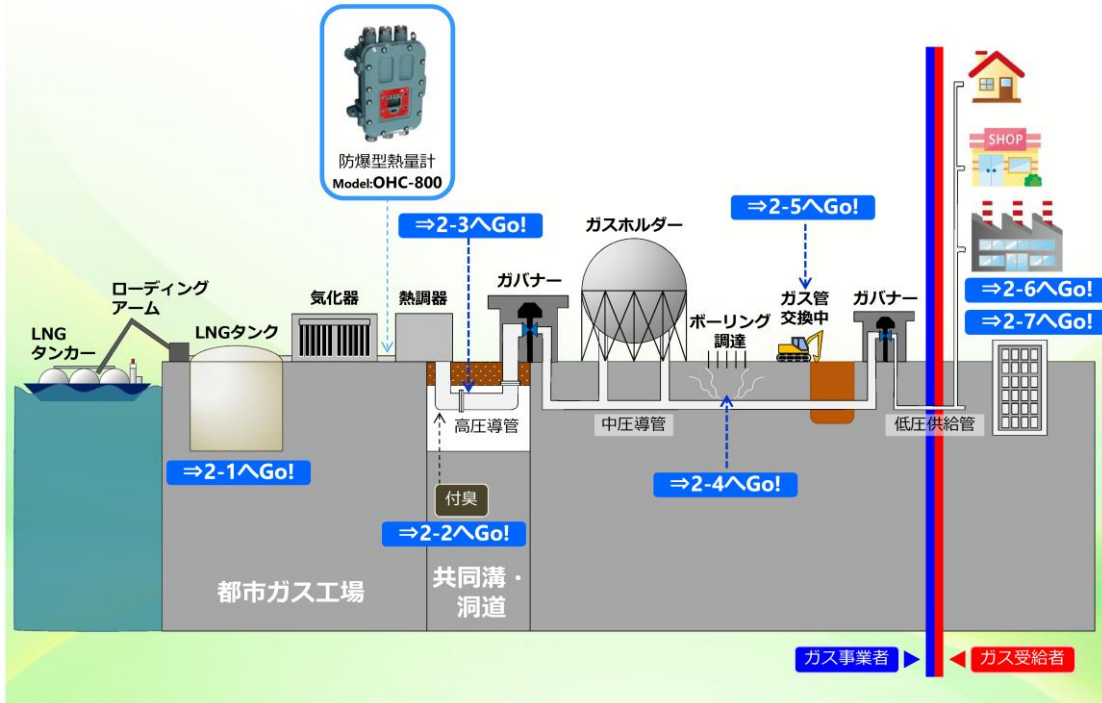 防爆型熱量計
Model:OHC-800
⇒2-3へGo!
ガスホルダー
⇒2-5へGo!
SHOP
ローディング
アーム
LNG
タンカー
LNGタンク
気化器
熱調器
ガバナー
ボーリング
調達
ガス管
交換中
ガバナー
⇒2-6へGo!
⇒2-7へGo!
高圧導管
中圧導管
低圧供給管
⇒2-1へGo!
付臭
⇒2-2へGo!
⇒2-4へGo!
都市ガス工場
共同溝・
洞道
ガス事業者
ガス受給者